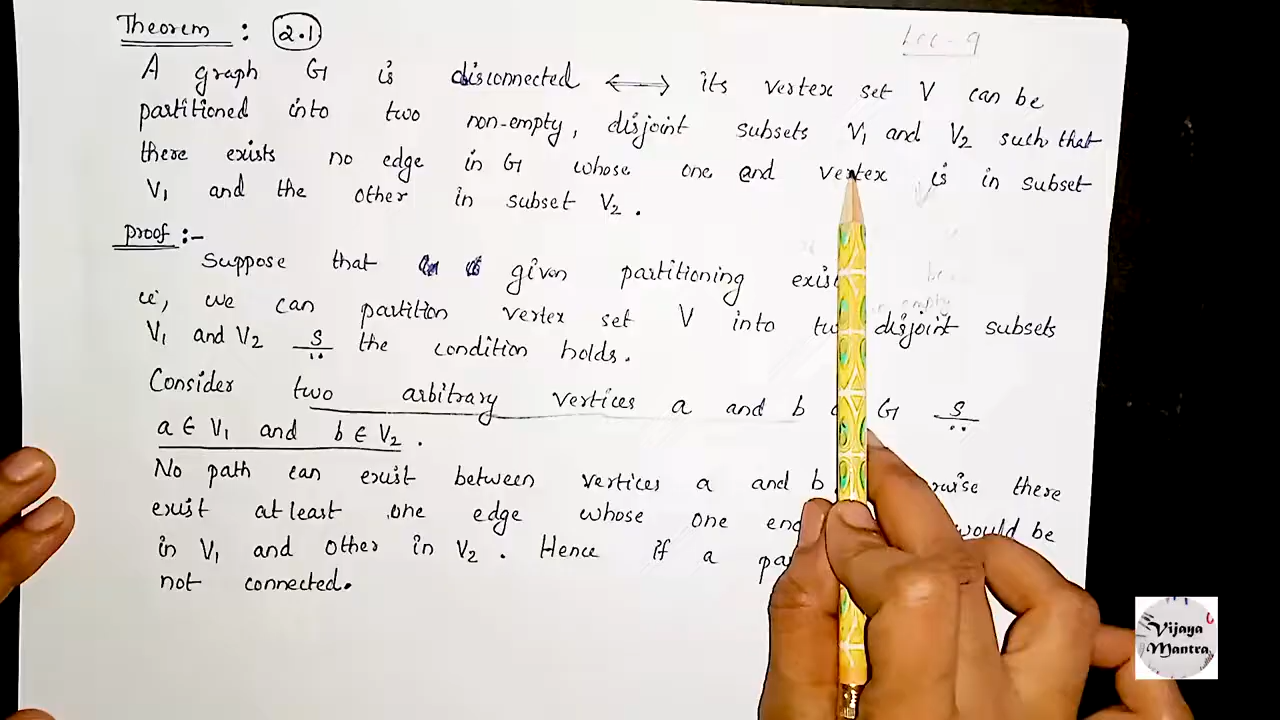 Lec - 9
Theorem : 2.1
A graph G is disconnected ⟷ its vertex set V can be
partitioned into two non-empty, disjoint subsets V₁ and V₂ such that
there exists no edge in G whose one end vertex is in subset
V₁ and the other in subset V₂ .
Proof :-
Suppose that given partitioning exist
ie, we can partition vertex set V into two disjoint subsets
V₁ and V₂ the condition holds.
Consider two arbitrary vertices a and b G
a ∈ V₁ and b ∈ V₂ .
No path can exist between vertices a and b there
exist atleast one edge whose one end would be
in V₁ and other in V₂ . Hence if a
not connected.
Vijaya
Mantra